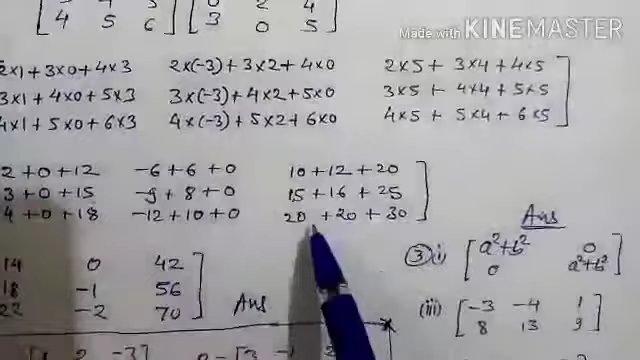 Made with KINEMASTER
4 5 6 3 0 5
2×1 + 3×0 + 4×3 2×(-3) + 3×2 + 4×0 2×5 + 3×4 + 4×5
3×1 + 4×0 + 5×3 3×(-3) + 4×2 + 5×0 3×5 + 4×4 + 5×5
4×1 + 5×0 + 6×3 4×(-3) + 5×2 + 6×0 4×5 + 5×4 + 6×5
2 + 0 + 12 -6 + 6 + 0 10 + 12 + 20
3 + 0 + 15 -9 + 8 + 0 15 + 16 + 25
4 + 0 + 18 -12 + 10 + 0 20 + 20 + 30
14 0 42
18 -1 56
22 -2 70
Ans
Ans
③ i) [a²+b² 0
0 a²+b²]
(iii) [-3 -4 1
8 13 9]